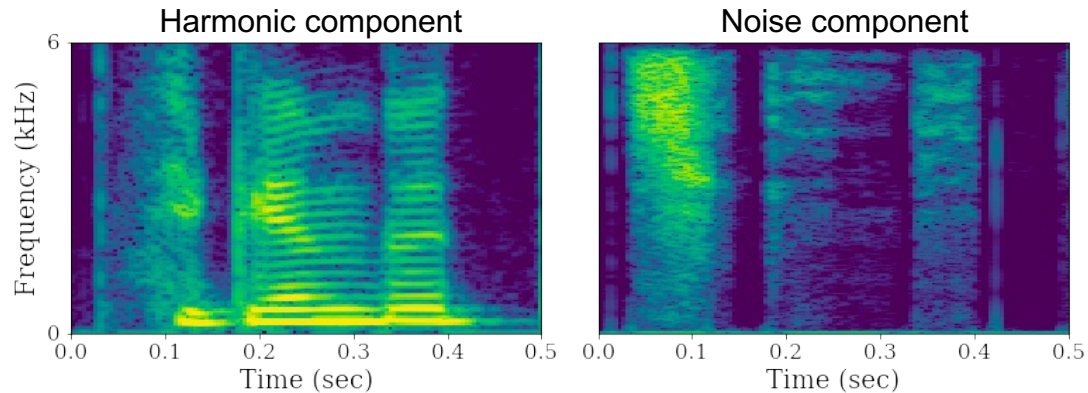 Harmonic component
Noise component
6
Frequency (kHz)
0
0.0 0.1 0.2 0.3 0.4 0.5
0.0 0.1 0.2 0.3 0.4 0.5
Time (sec)
Time (sec)